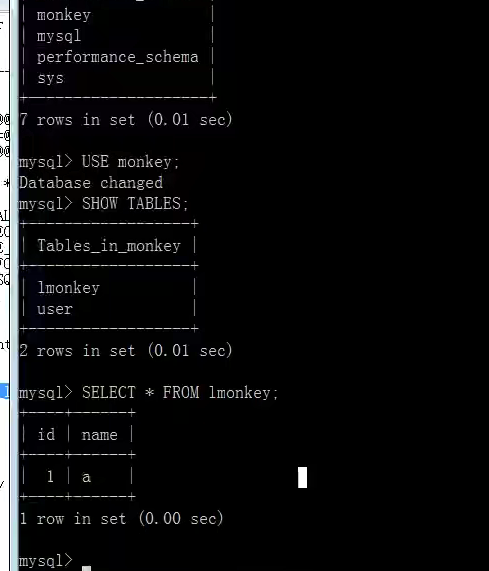 | monkey |
| mysql |
| performance_schema |
| sys |
+--------------------+
7 rows in set (0.01 sec)
mysql> USE monkey;
Database changed
mysql> SHOW TABLES;
+------------------+
| Tables_in_monkey |
+------------------+
| lmonkey |
| user |
+------------------+
2 rows in set (0.01 sec)
mysql> SELECT * FROM lmonkey;
+----+------+
| id | name |
+----+------+
| 1 | a |
+----+------+
1 row in set (0.00 sec)
mysql>